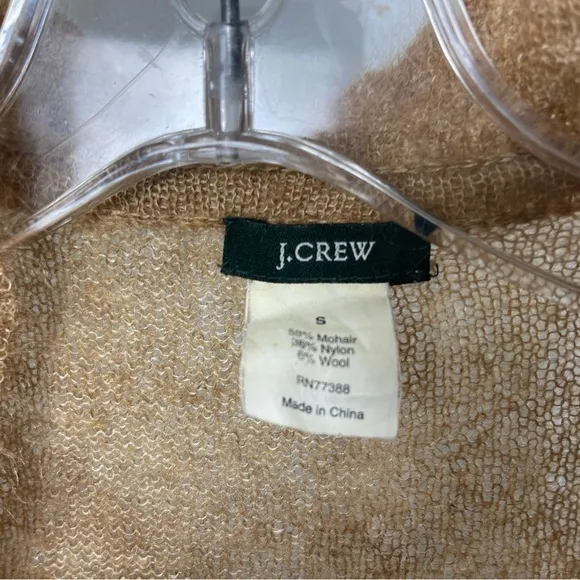 J.CREW
S
58% Mohair
36% Nylon
6% Wool
RN77388
Made in China